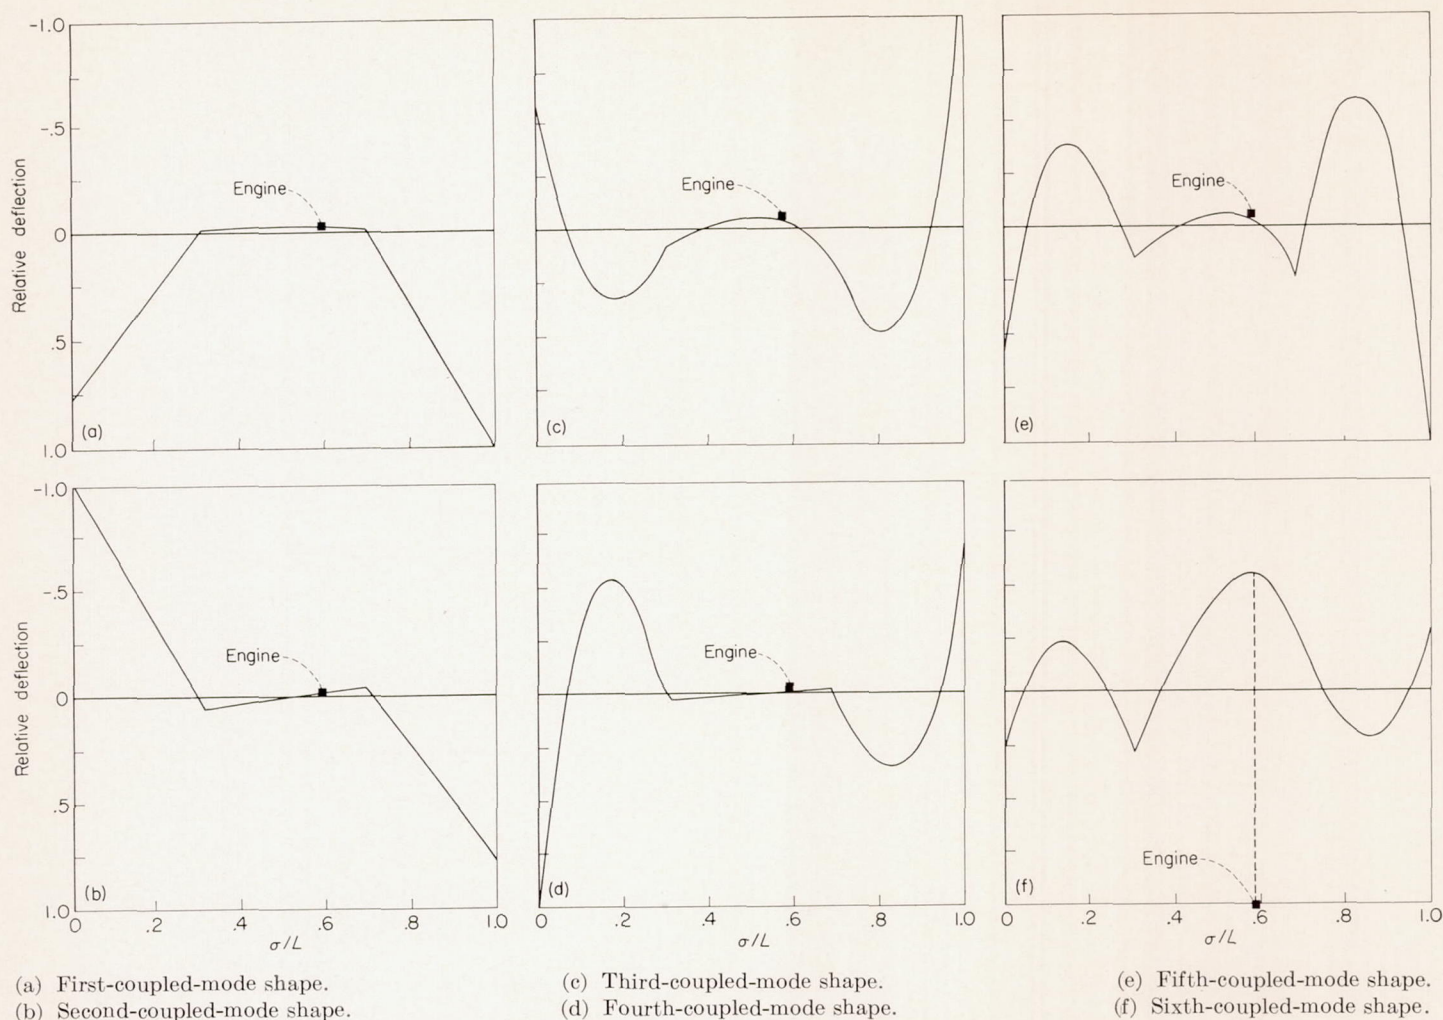 -1.0
-.5
0
.5
1.0
Relative deflection
Engine
(a)
Engine
(c)
Engine
(e)
-1.0
-.5
0
.5
1.0
Relative deflection
Engine
(b)
0 .2 .4 .6 .8 1.0
σ/L
Engine
(d)
0 .2 .4 .6 .8 1.0
σ/L
Engine
(f)
0 .2 .4 .6 .8 1.0
σ/L
(a) First-coupled-mode shape.
(b) Second-coupled-mode shape.
(c) Third-coupled-mode shape.
(d) Fourth-coupled-mode shape.
(e) Fifth-coupled-mode shape.
(f) Sixth-coupled-mode shape.